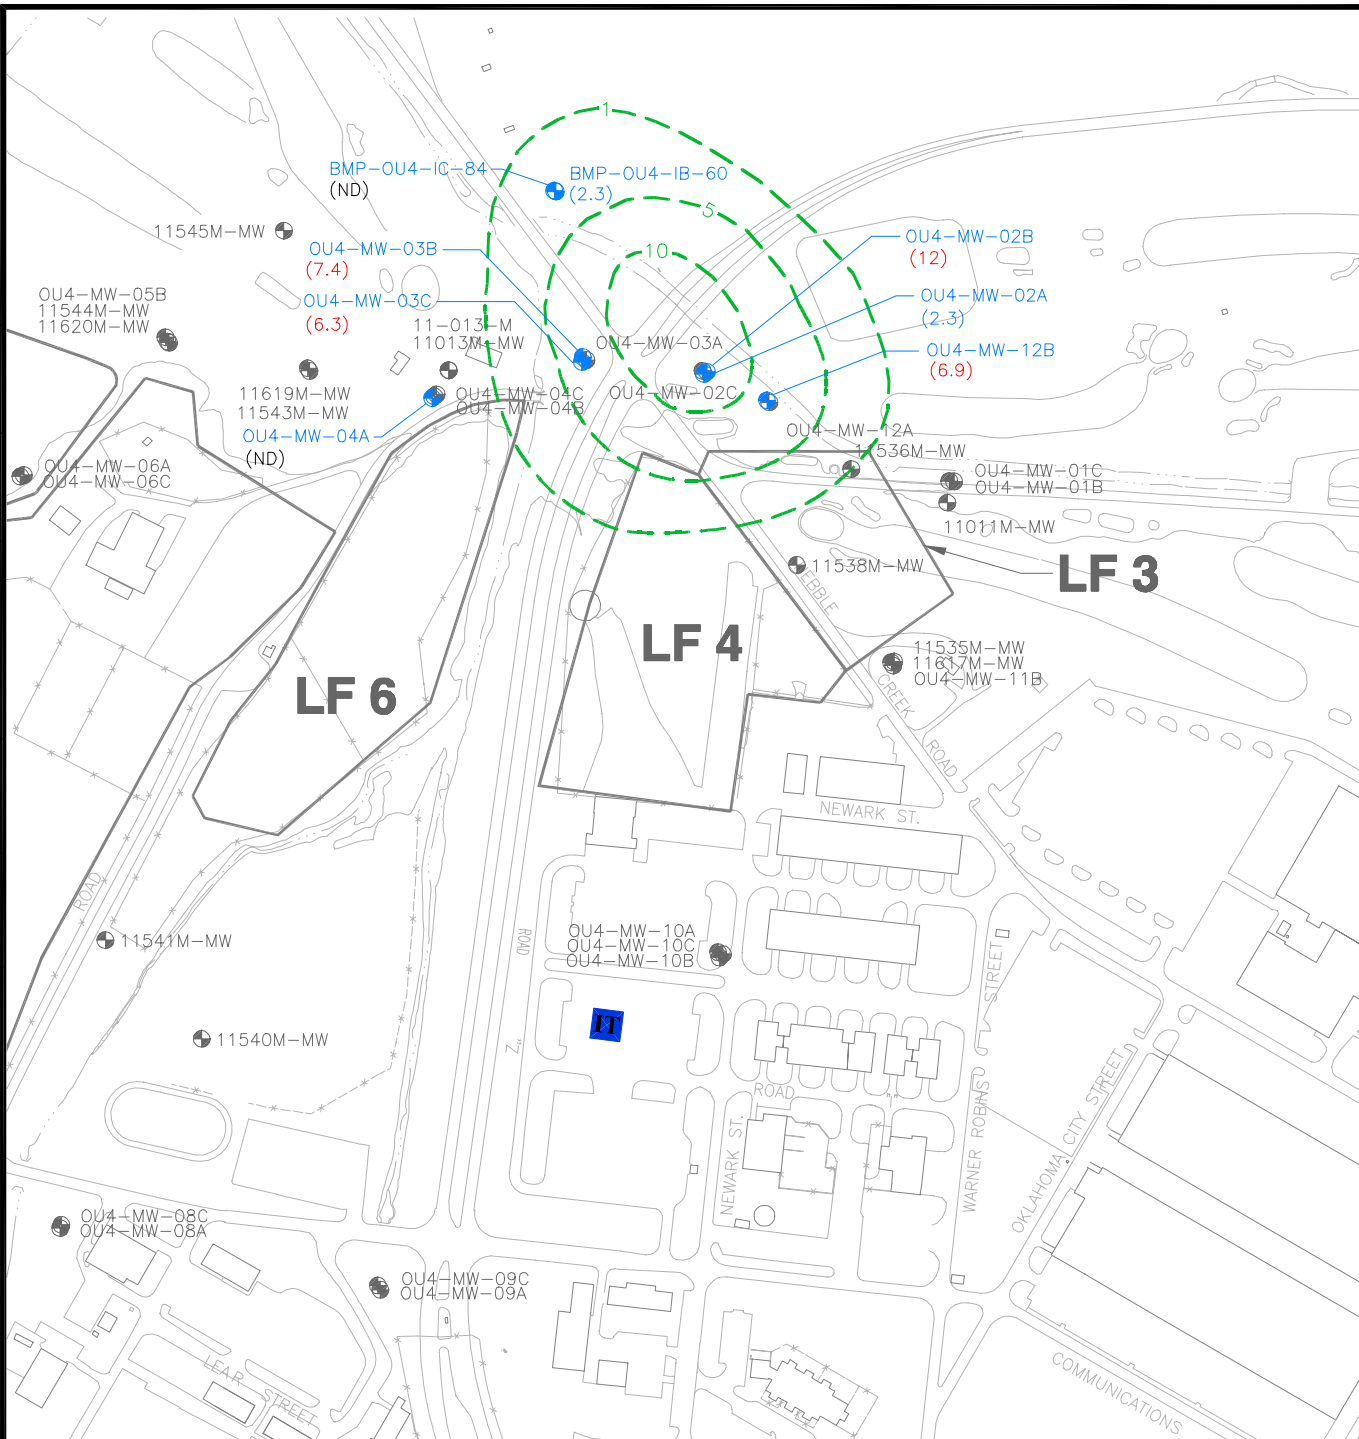 1
BMP-OU4-IC-84
(ND)
BMP-OU4-IB-60
(2.3)
5
11545M-MW
OU4-MW-03B
(7.4)
10
OU4-MW-02B
(12)
OU4-MW-05B
11544M-MW
11620M-MW
OU4-MW-03C
(6.3)
11-013-M
11013M-MW
OU4-MW-03A
OU4-MW-02A
(2.3)
OU4-MW-12B
(6.9)
11619M-MW
11543M-MW
OU4-MW-04C
OU4-MW-04B
OU4-MW-02C
OU4-MW-04A
(ND)
OU4-MW-12A
11536M-MW
OU4-MW-06A
OU4-MW-06C
OU4-MW-01C
OU4-MW-01B
11011M-MW
11538M-MW
LF 3
EBBLE
CREEK
ROAD
LF 4
11535M-MW
11617M-MW
OU4-MW-11B
LF 6
NEWARK ST.
ROAD
11541M-MW
OU4-MW-10A
OU4-MW-10C
OU4-MW-10B
ROAD
STREET
IT
11540M-MW
"Z"
ROAD
NEWARK ST.
WARNER ROBINS
OKLAHOMA CITY STREET
OU4-MW-08C
OU4-MW-08A
OU4-MW-09C
OU4-MW-09A
LEAR STREET
COMMUNICATIONS